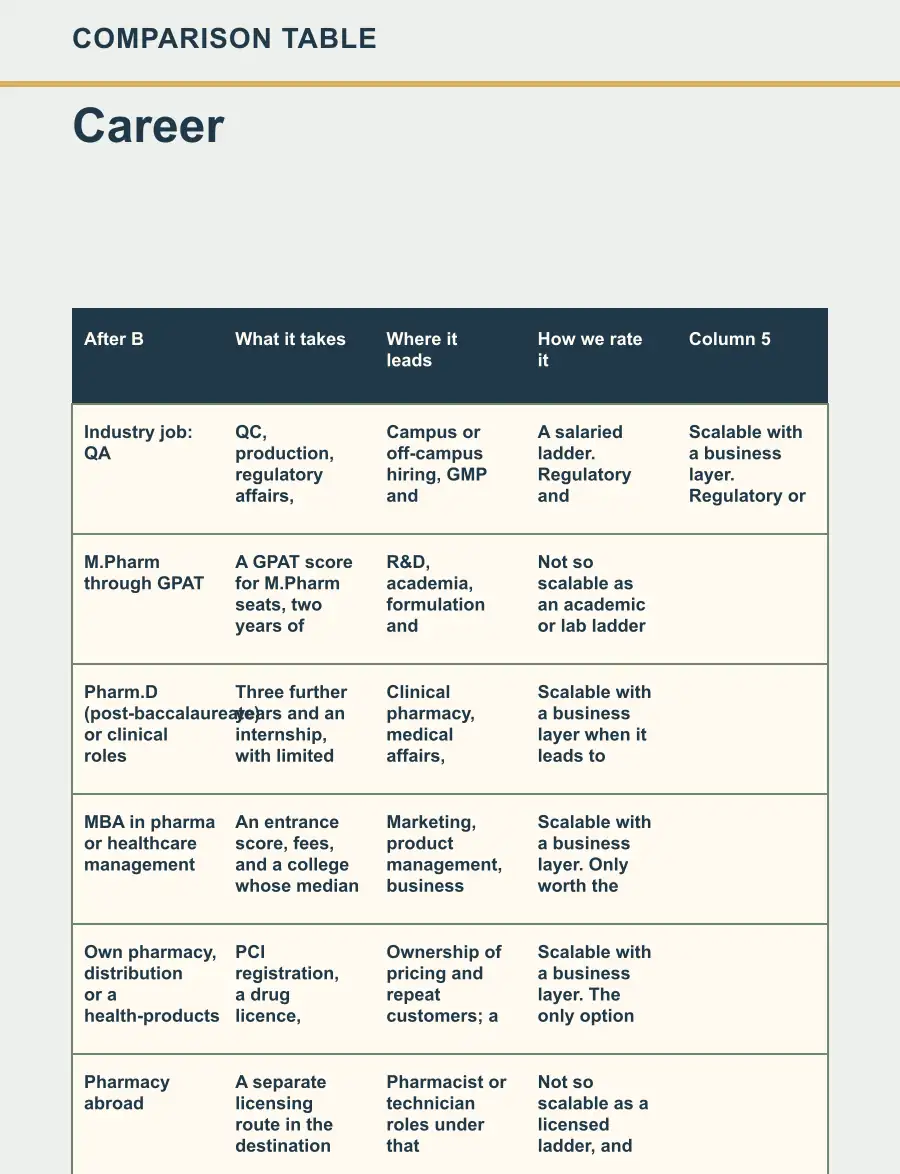 COMPARISON TABLE
Career
After B
What it takes
Where it
leads
How we rate
it
Column 5
Industry job:
QA
QC,
production,
regulatory
affairs,
Campus or
off-campus
hiring, GMP
and
A salaried
ladder.
Regulatory
and
Scalable with
a business
layer.
Regulatory or
M.Pharm
through GPAT
A GPAT score
for M.Pharm
seats, two
years of
R&D,
academia,
formulation
and
Not so
scalable as
an academic
or lab ladder
Pharm.D
(post-baccalaureate)
or clinical
roles
Three further
years and an
internship,
with limited
Clinical
pharmacy,
medical
affairs,
Scalable with
a business
layer when it
leads to
MBA in pharma
or healthcare
management
An entrance
score, fees,
and a college
whose median
Marketing,
product
management,
business
Scalable with
a business
layer. Only
worth the
Own pharmacy,
distribution
or a
health-products
PCI
registration,
a drug
licence,
Ownership of
pricing and
repeat
customers; a
Scalable with
a business
layer. The
only option
Pharmacy
abroad
A separate
licensing
route in the
destination
Pharmacist or
technician
roles under
that
Not so
scalable as a
licensed
ladder, and